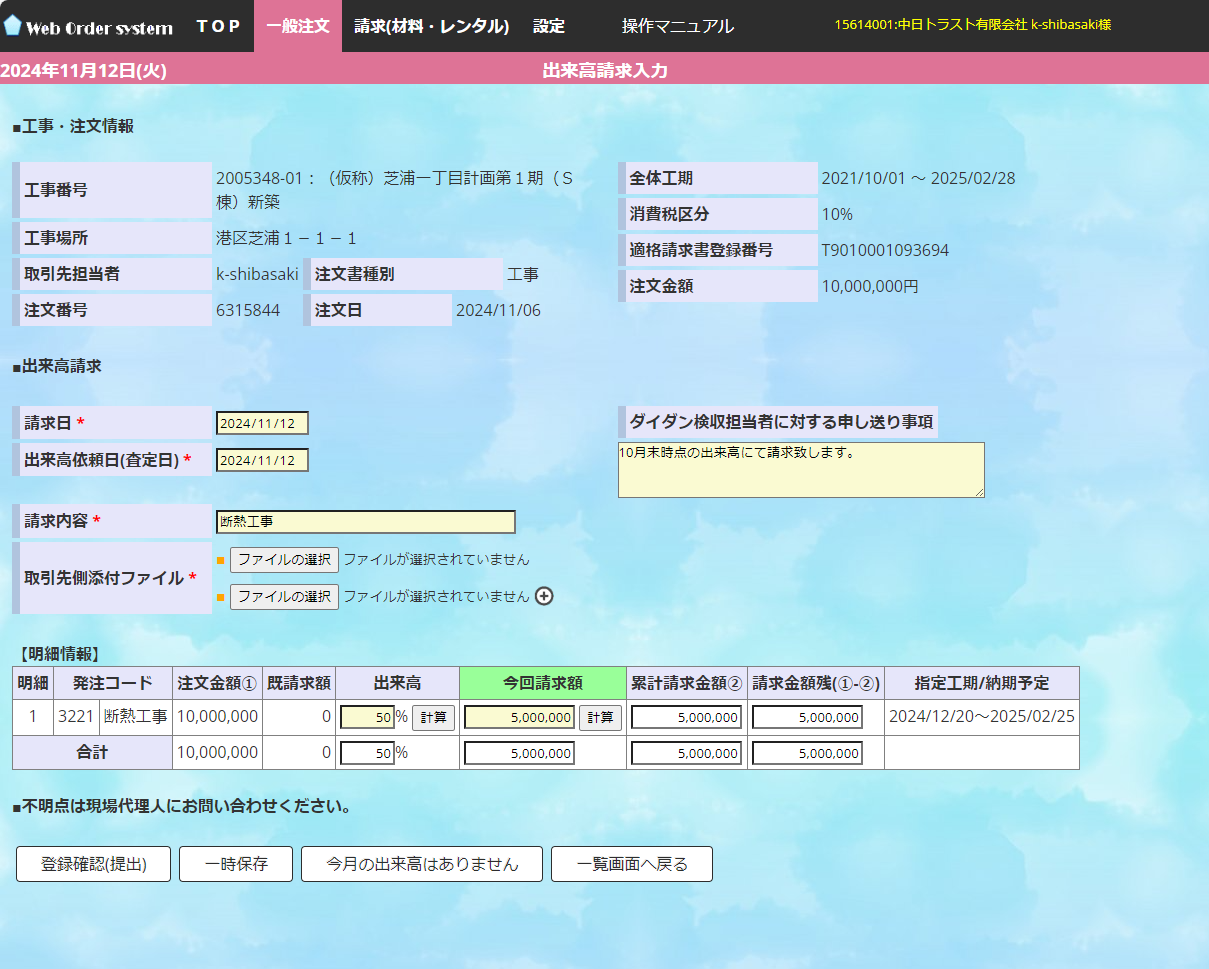 Web Order system TOP 一般注文 請求(材料・レンタル) 設定 操作マニュアル 15614001:中日トラスト有限会社 k-shibasaki様
2024年11月12日(火) 出来高請求入力
■工事・注文情報
工事番号 2005348-01：（仮称）芝浦一丁目計画第１期（Ｓ
棟）新築
工事場所 港区芝浦１－１－１
取引先担当者 k-shibasaki 注文書種別 工事
注文番号 6315844 注文日 2024/11/06
全体工期 2021/10/01 ～ 2025/02/28
消費税区分 10%
適格請求書登録番号 T9010001093694
注文金額 10,000,000円
■出来高請求
請求日 * 2024/11/12
出来高依頼日(査定日) * 2024/11/12
ダイダン検収担当者に対する申し送り事項
10月末時点の出来高にて請求致します。
請求内容 * 断熱工事
取引先側添付ファイル *
ファイルの選択 ファイルが選択されていません
ファイルの選択 ファイルが選択されていません
【明細情報】
明細 発注コード 注文金額① 既請求額 出来高 今回請求額 累計請求金額② 請求金額残(①-②) 指定工期/納期予定
1 3221 断熱工事 10,000,000 0 50 % 計算 5,000,000 計算 5,000,000 5,000,000 2024/12/20～2025/02/25
合計 10,000,000 0 50 % 5,000,000 5,000,000 5,000,000
■不明点は現場代理人にお問い合わせください。
登録確認(提出) 一時保存 今月の出来高はありません 一覧画面へ戻る